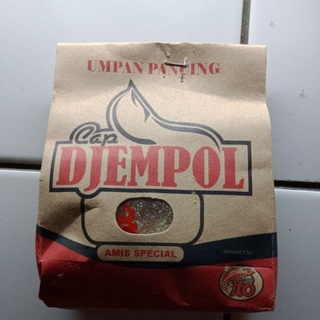 UMPAN PANCING
Cap
DJEMPOL
AMIS SPECIAL